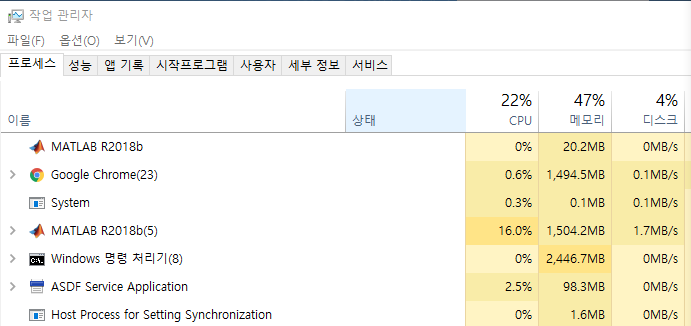 작업 관리자
파일(F) 옵션(O) 보기(V)
프로세스 성능 앱 기록 시작프로그램 사용자 세부 정보 서비스
22% 47% 4%
이름 상태 CPU 메모리 디스크
MATLAB R2018b 0% 20.2MB 0MB/s
Google Chrome(23) 0.6% 1,494.5MB 0.1MB/s
System 0.3% 0.1MB 0.1MB/s
MATLAB R2018b(5) 16.0% 1,504.2MB 1.7MB/s
Windows 명령 처리기(8) 0% 2,446.7MB 0MB/s
ASDF Service Application 2.5% 98.3MB 0MB/s
Host Process for Setting Synchronization 0% 1.6MB 0MB/s